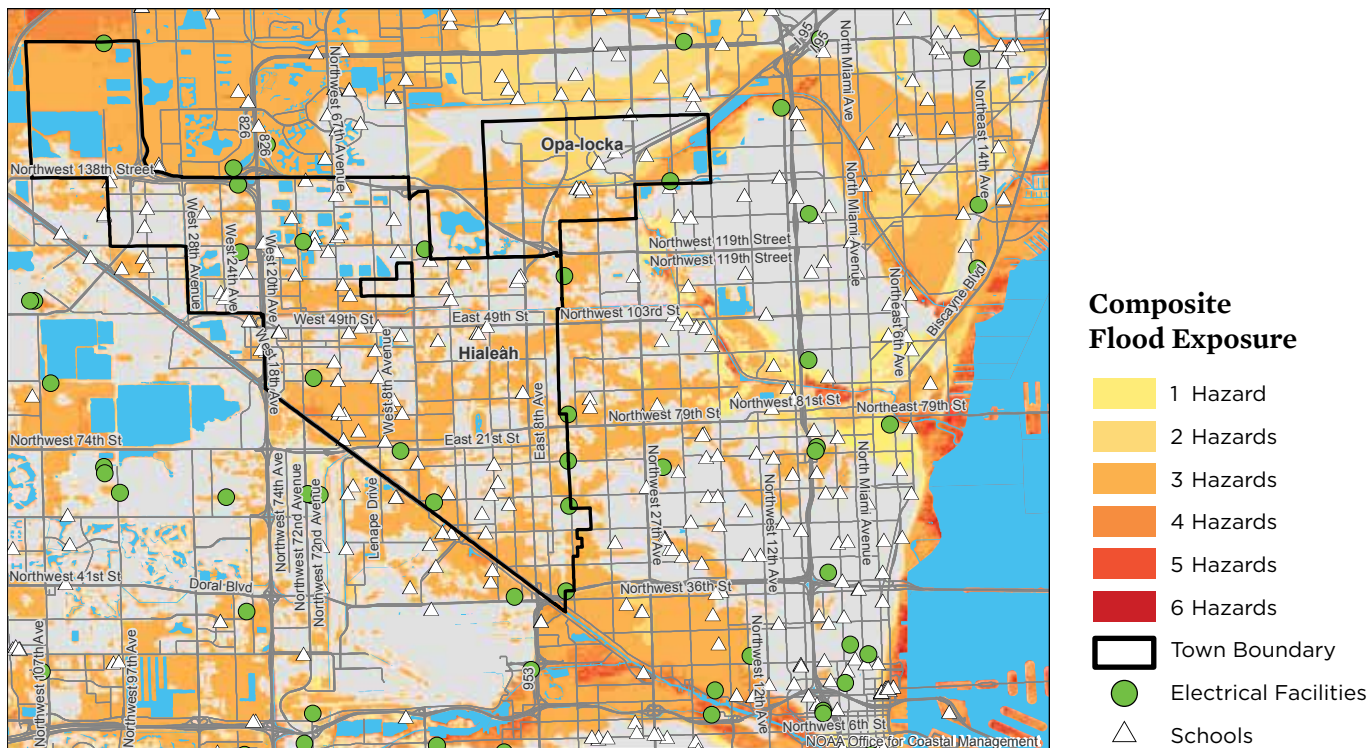 I-95
I-95
North Miami Ave
Northeast 14th Ave
Northwest 67th Avenue
826
826
Opa-locka
Northwest 138th Street
North Miami Avenue
West 28th Avenue
West 24th Ave
West 20th Ave
Northwest 119th Street
Northwest 119th Street
Biscayne Blvd
Northeast 6th Ave
West 49th St
East 49th St
Northwest 103rd St
West 18th Ave
Hialeah
West 8th Avenue
East 8th Ave
Northwest 81st St
Northwest 79th St
Northeast 79th St
Northwest 74th St
East 21st St
Northwest 74th Ave
Northwest 72nd Avenue
Northwest 72nd Avenue
Lenape Drive
Northwest 27th Ave
Northwest 12th Ave
North Miami Avenue
Northwest 41st St
Doral Blvd
Northwest 36th St
Northwest 107th Ave
Northwest 97th Ave
953
Northwest 12th Ave
Northwest 6th St
NOAA Office for Coastal Management
Composite
Flood Exposure
1 Hazard
2 Hazards
3 Hazards
4 Hazards
5 Hazards
6 Hazards
Town Boundary
Electrical Facilities
Schools